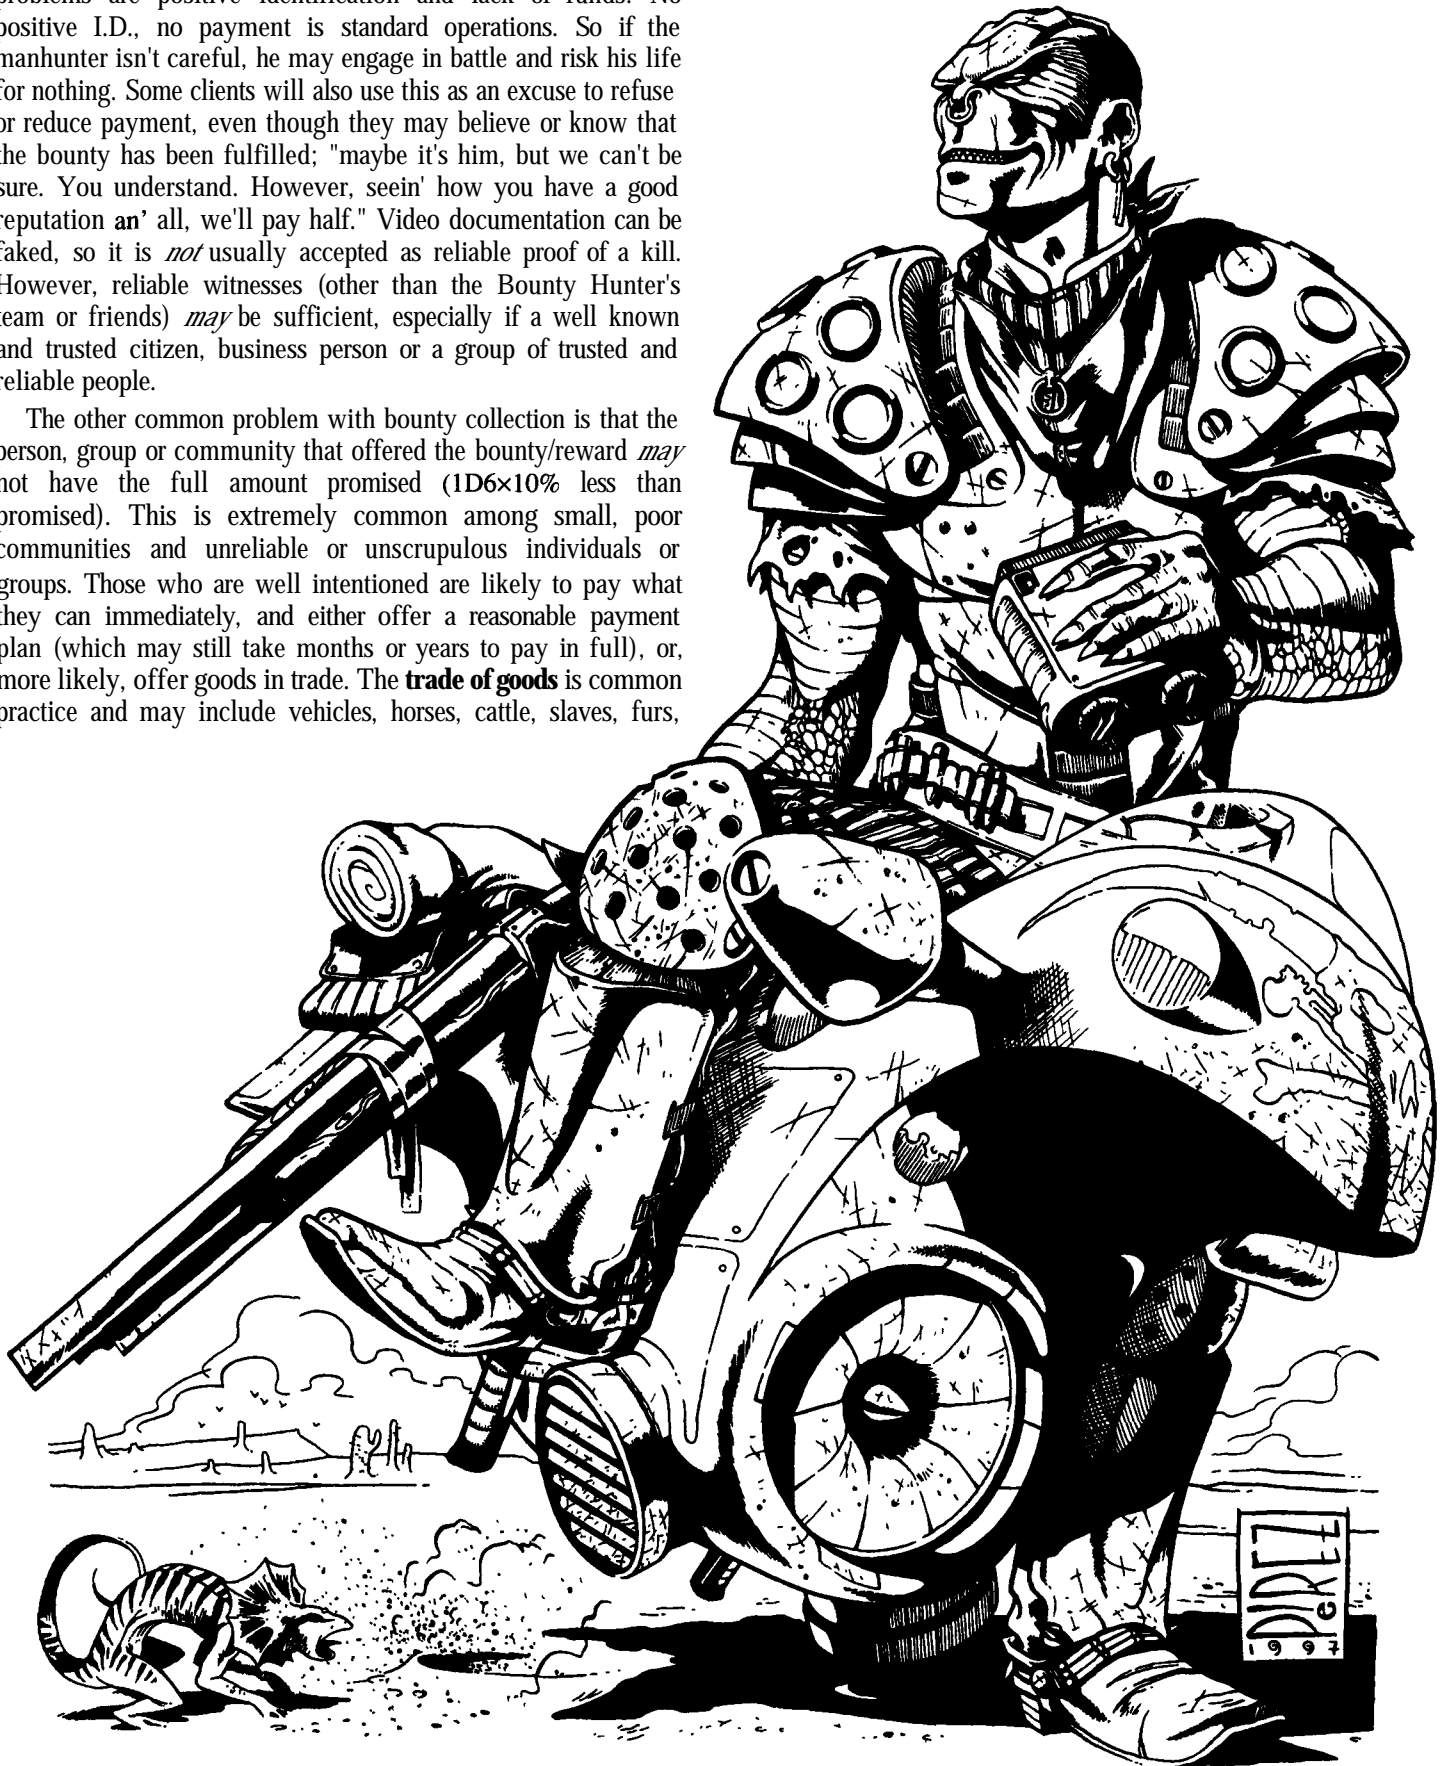 problems are positive identification and lack of funds. No
positive I.D., no payment is standard operations. So if the
manhunter isn't careful, he may engage in battle and risk his life
for nothing. Some clients will also use this as an excuse to refuse
or reduce payment, even though they may believe or know that
the bounty has been fulfilled; "maybe it's him, but we can't be
sure. You understand. However, seein' how you have a good
reputation an' all, we'll pay half." Video documentation can be
faked, so it is not usually accepted as reliable proof of a kill.
However, reliable witnesses (other than the Bounty Hunter's
team or friends) may be sufficient, especially if a well known
and trusted citizen, business person or a group of trusted and
reliable people.
The other common problem with bounty collection is that the
person, group or community that offered the bounty/reward may
not have the full amount promised (1D6×10% less than
promised). This is extremely common among small, poor
communities and unreliable or unscrupulous individuals or
groups. Those who are well intentioned are likely to pay what
they can immediately, and either offer a reasonable payment
plan (which may still take months or years to pay in full), or,
more likely, offer goods in trade. The trade of goods is common
practice and may include vehicles, horses, cattle, slaves, furs,
PEREZ
1997